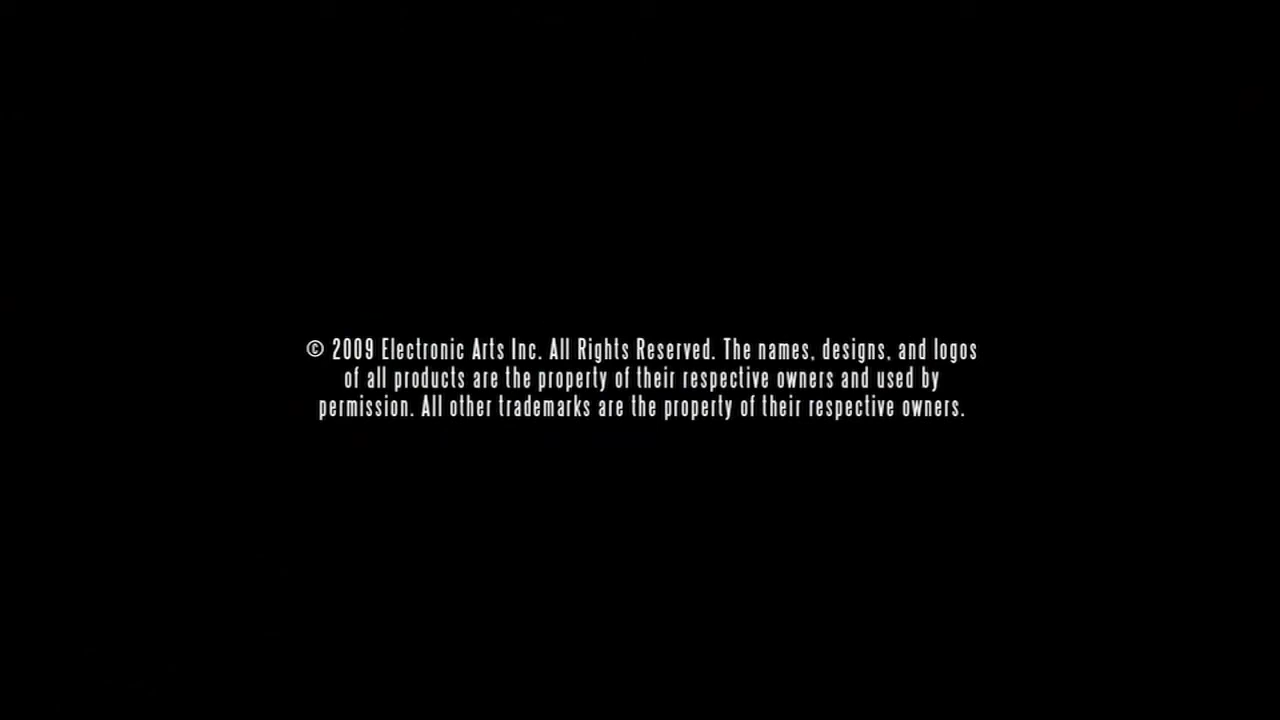 © 2009 Electronic Arts Inc. All Rights Reserved. The names, designs, and logos
of all products are the property of their respective owners and used by
permission. All other trademarks are the property of their respective owners.